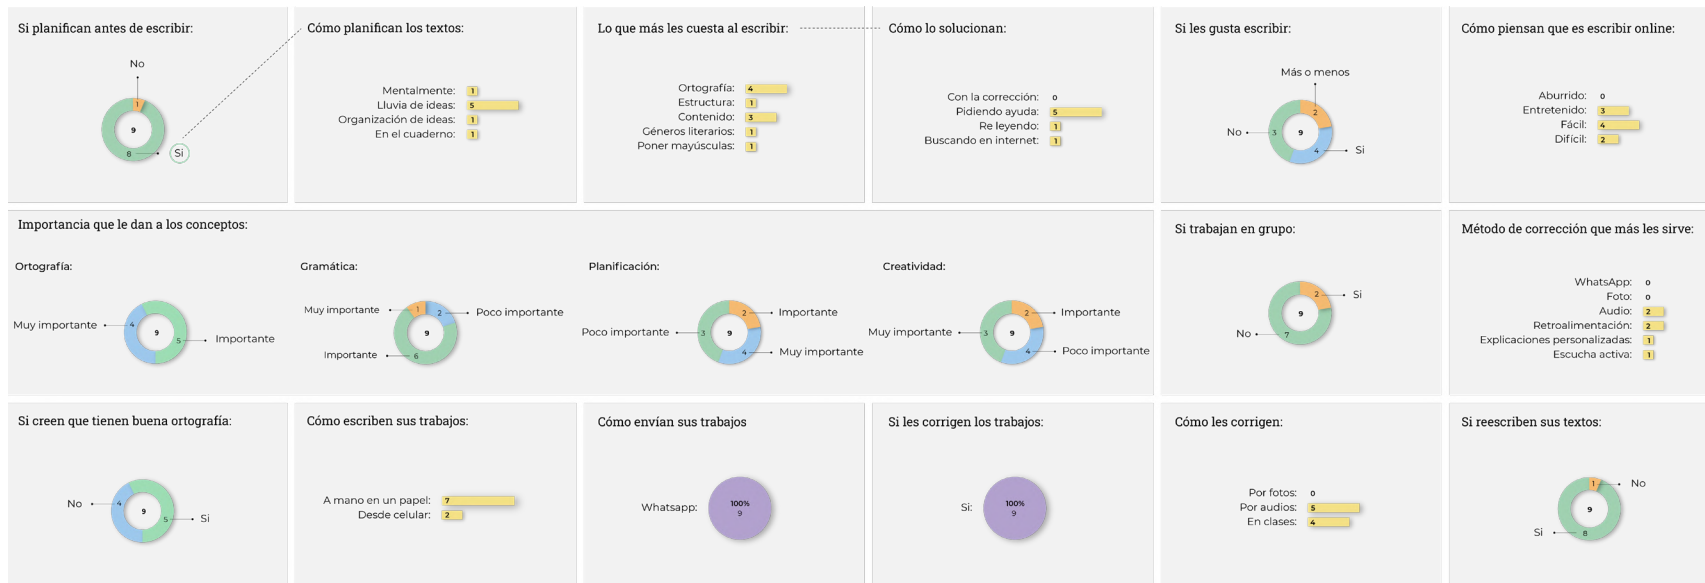 Si planifican antes de escribir:
No
1
9
8
Si
Cómo planifican los textos:
Mentalmente: 1
Lluvia de ideas: 5
Organización de ideas: 1
En el cuaderno: 1
Lo que más les cuesta al escribir:
Ortografía: 4
Estructura: 1
Contenido: 3
Géneros literarios: 1
Poner mayúsculas: 1
Cómo lo solucionan:
Con la corrección: 0
Pidiendo ayuda: 5
Re leyendo: 1
Buscando en internet: 1
Si les gusta escribir:
Más o menos
2
No 3 9
4 Si
Cómo piensan que es escribir online:
Aburrido: 0
Entretenido: 3
Fácil: 4
Difícil: 2
Importancia que le dan a los conceptos:
Ortografía:
Muy importante 4 9
5 Importante
Gramática:
Muy importante 1 2 Poco importante
9
Importante 6
Planificación:
2 Importante
Poco importante 3 9
4 Muy importante
Creatividad:
2 Importante
Muy importante 3 9
4 Poco importante
Si trabajan en grupo:
2 Si
9
No 7
Método de corrección que más les sirve:
WhatsApp: 0
Foto: 0
Audio: 2
Retroalimentación: 2
Explicaciones personalizadas: 1
Escucha activa: 1
Si creen que tienen buena ortografía:
No 4 9
5 Si
Cómo escriben sus trabajos:
A mano en un papel: 7
Desde celular: 2
Cómo envían sus trabajos
Whatsapp: 100%
9
Si les corrigen los trabajos:
Si: 100%
9
Cómo les corrigen:
Por fotos: 0
Por audios: 5
En clases: 4
Si reescriben sus textos:
1 No
9
Si 8